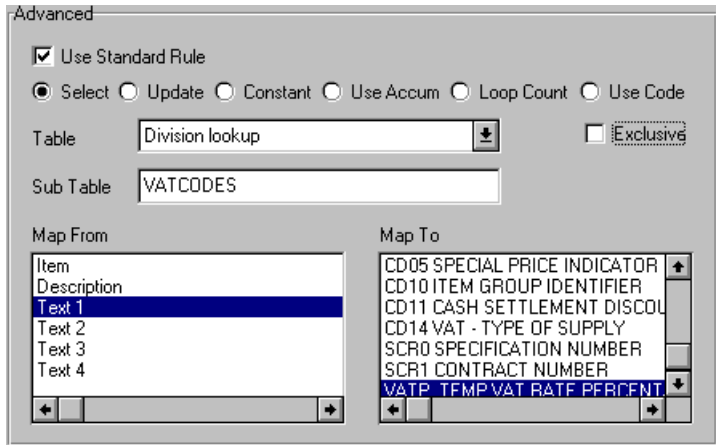 Advanced
Use Standard Rule
Select Update Constant Use Accum Loop Count Use Code
Table Division lookup Exclusive
Sub Table VATCODES
Map From Map To
Item
Description
Text 1
Text 2
Text 3
Text 4
CD05 SPECIAL PRICE INDICATOR
CD10 ITEM GROUP IDENTIFIER
CD11 CASH SETTLEMENT DISCOU
CD14 VAT - TYPE OF SUPPLY
SCR0 SPECIFICATION NUMBER
SCR1 CONTRACT NUMBER
VATP TEMP VAT RATE PERCENT